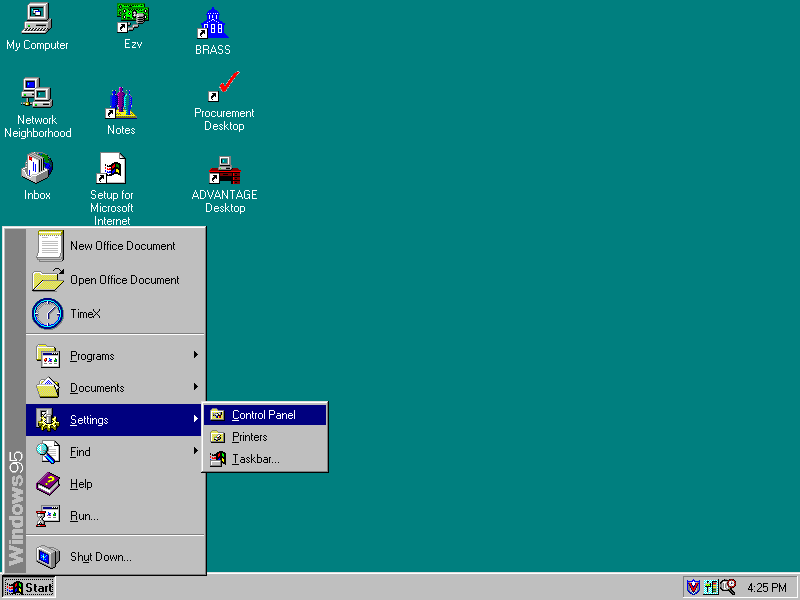 My Computer
Ezv
BRASS
Network
Neighborhood
Notes
Procurement
Desktop
Inbox
Setup for
Microsoft
Internet
ADVANTAGE
Desktop
New Office Document
Open Office Document
TimeX
Programs
Documents
Settings
Find
Help
Run...
Shut Down...
Windows95
Control Panel
Printers
Taskbar...
Start
4:25 PM